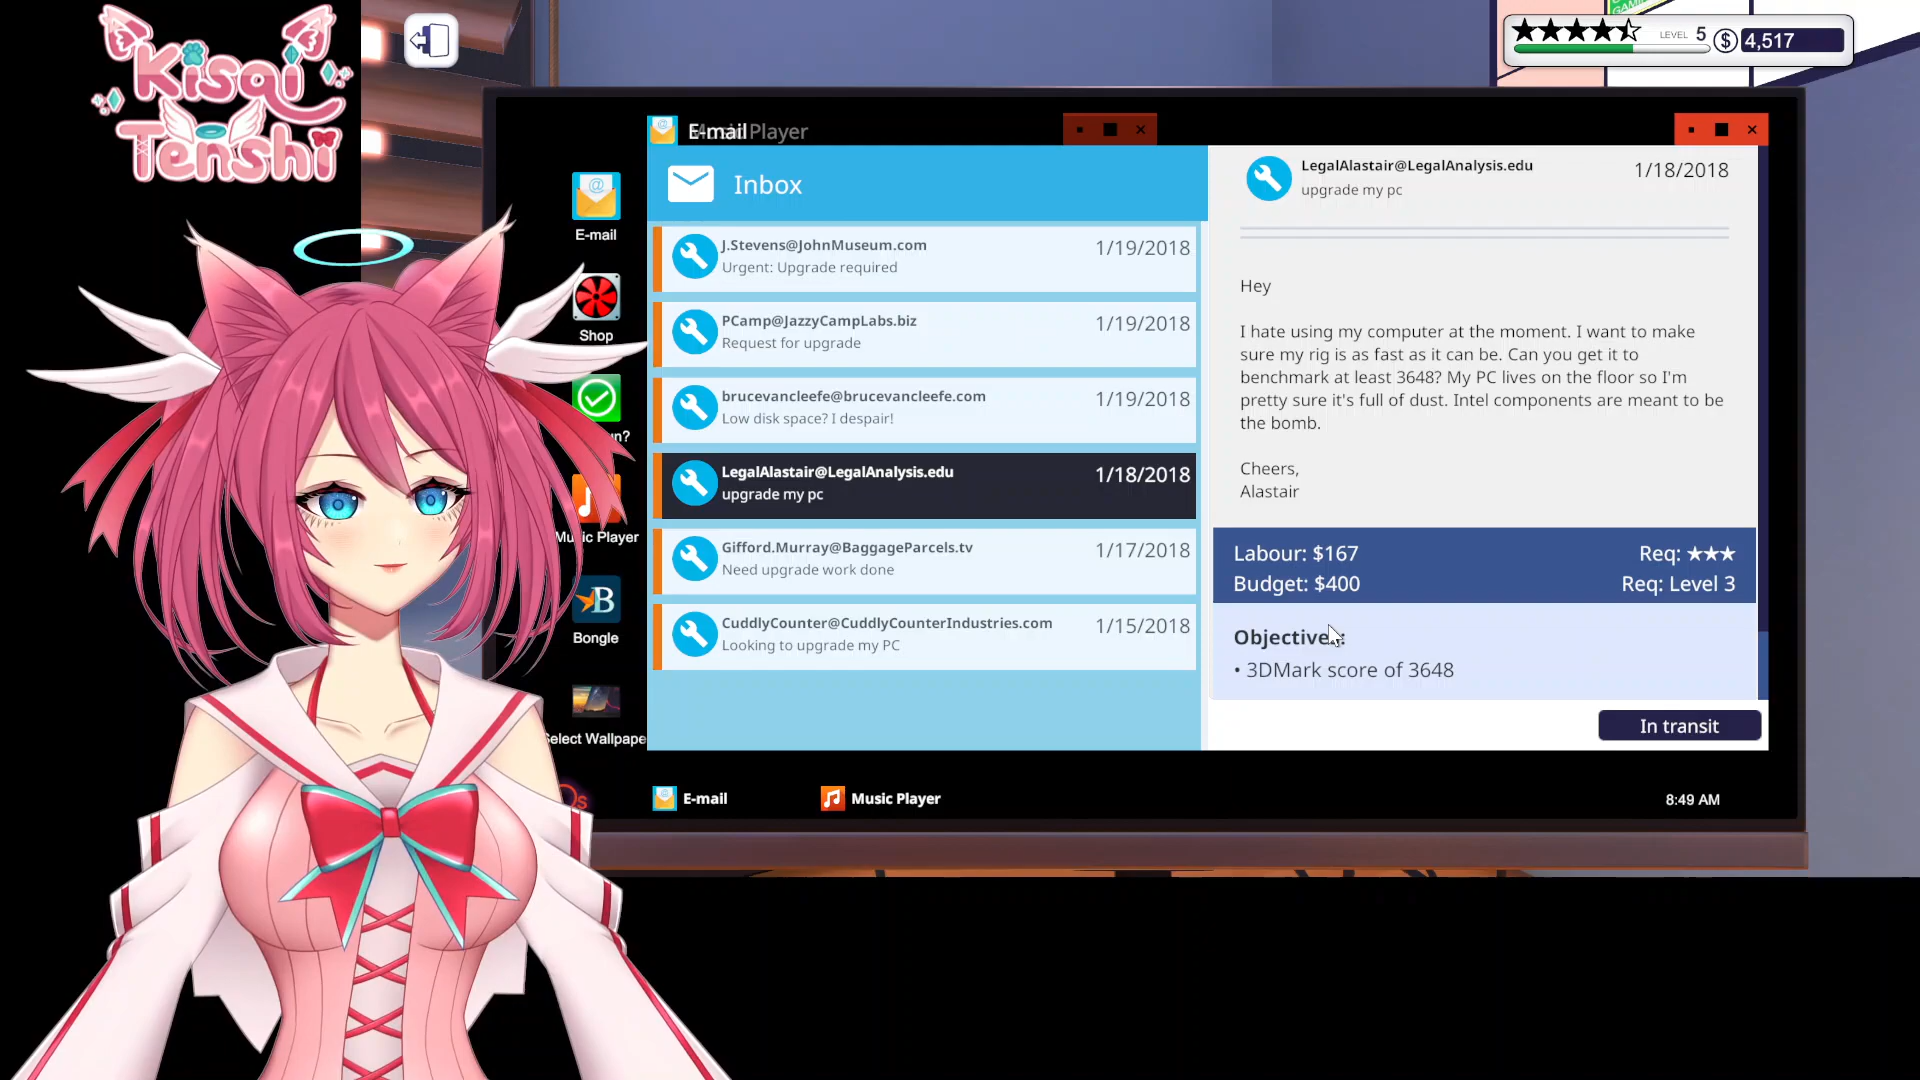 Kisai
Tenshi
LEVEL 5
$ 4,517
E-mail
Player
Inbox
J.Stevens@JohnMuseum.com
1/19/2018
Urgent: Upgrade required
PCamp@JazzyCampLabs.biz
1/19/2018
Request for upgrade
brucevancleefe@brucevancleefe.com
1/19/2018
Low disk space? I despair!
LegalAlastair@LegalAnalysis.edu
1/18/2018
upgrade my pc
Gifford.Murray@BaggageParcels.tv
1/17/2018
Need upgrade work done
CuddlyCounter@CuddlyCounterIndustries.com
1/15/2018
Looking to upgrade my PC
LegalAlastair@LegalAnalysis.edu
1/18/2018
upgrade my pc
Hey
I hate using my computer at the moment. I want to make
sure my rig is as fast as it can be. Can you get it to
benchmark at least 3648? My PC lives on the floor so I'm
pretty sure it's full of dust. Intel components are meant to be
the bomb.
Cheers,
Alastair
Labour: $167
Req: ★★★
Budget: $400
Req: Level 3
Objectives:
• 3DMark score of 3648
In transit
E-mail
Shop
Music Player
B
Bongle
Select Wallpape
E-mail
Music Player
8:49 AM